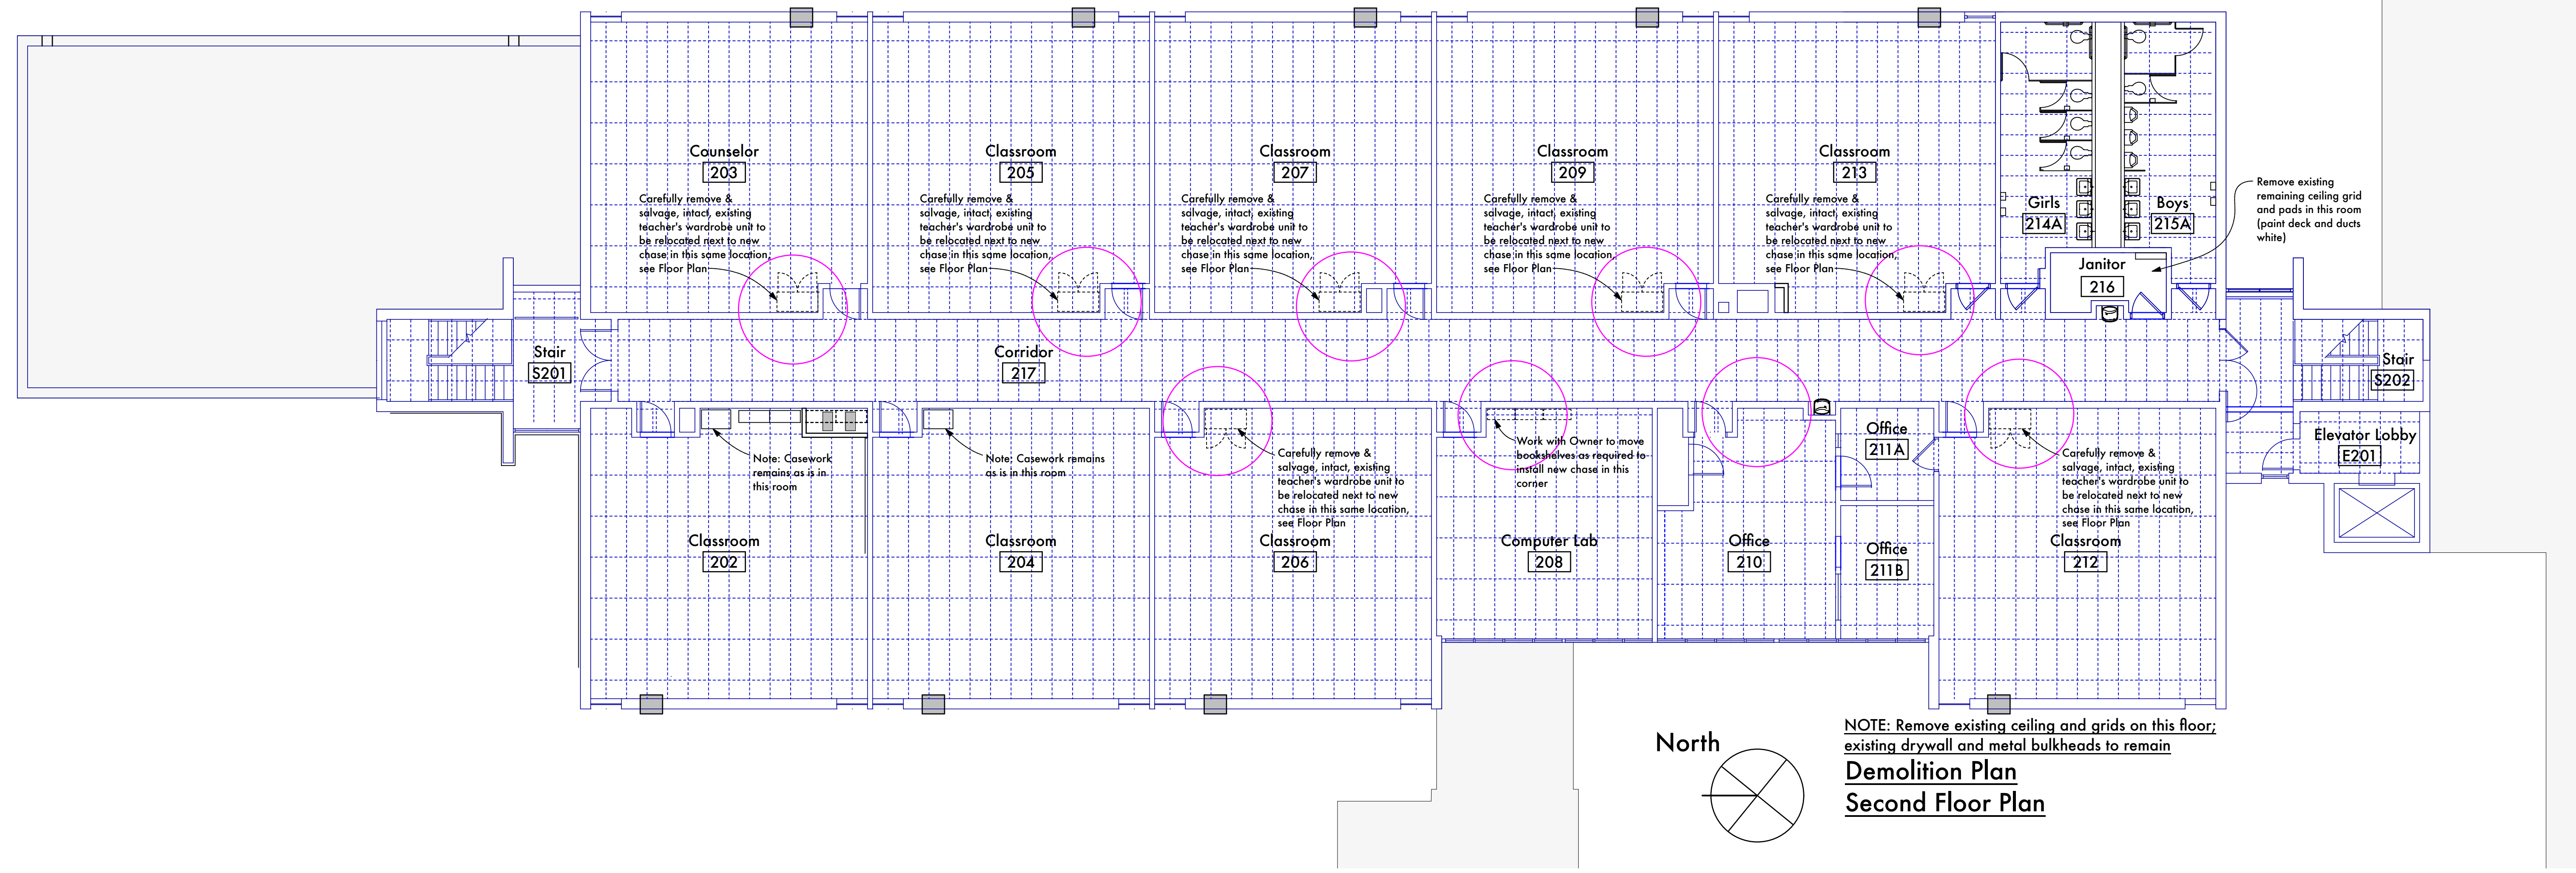 Counselor
203
Carefully remove &
salvage, intact, existing
teacher's wardrobe unit to
be relocated next to new
chase in this same location,
see Floor Plan
Classroom
205
Carefully remove &
salvage, intact, existing
teacher's wardrobe unit to
be relocated next to new
chase in this same location,
see Floor Plan
Classroom
207
Carefully remove &
salvage, intact, existing
teacher's wardrobe unit to
be relocated next to new
chase in this same location,
see Floor Plan
Classroom
209
Carefully remove &
salvage, intact, existing
teacher's wardrobe unit to
be relocated next to new
chase in this same location,
see Floor Plan
Classroom
213
Carefully remove &
salvage, intact, existing
teacher's wardrobe unit to
be relocated next to new
chase in this same location,
see Floor Plan
Girls
214A
Boys
215A
Remove existing
remaining ceiling grid
and pads in this room
(paint deck and ducts
white)
Janitor
216
Stair
S201
Corridor
217
Stair
S202
Elevator Lobby
E201
Note: Casework
remains as is in
this room
Classroom
202
Note: Casework remains
as is in this room
Classroom
204
Carefully remove &
salvage, intact, existing
teacher's wardrobe unit to
be relocated next to new
chase in this same location,
see Floor Plan
Classroom
206
Work with Owner to move
bookshelves as required to
install new chase in this
corner
Computer Lab
208
Office
210
Office
211A
Office
211B
Carefully remove &
salvage, intact, existing
teacher's wardrobe unit to
be relocated next to new
chase in this same location,
see Floor Plan
Classroom
212
North
NOTE: Remove existing ceiling and grids on this floor;
existing drywall and metal bulkheads to remain
Demolition Plan
Second Floor Plan